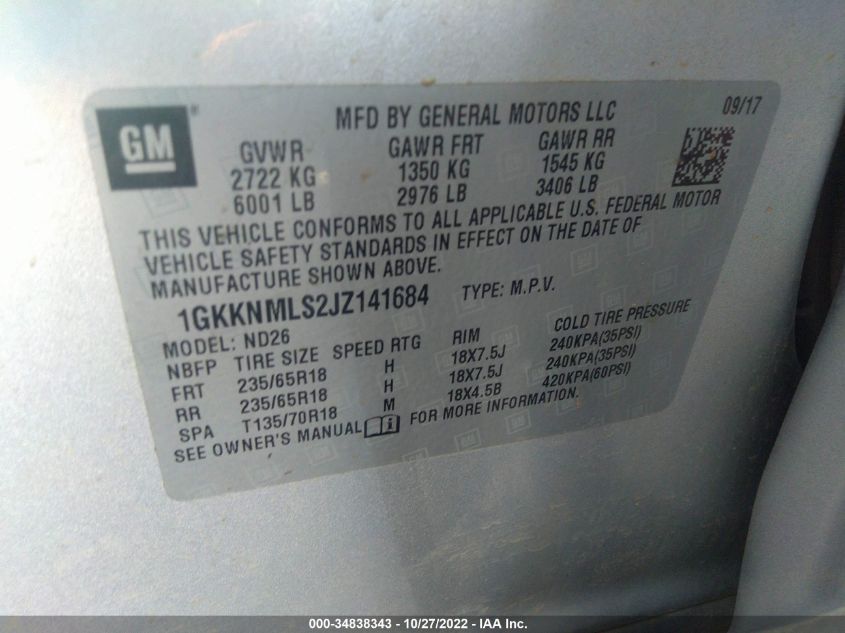 GM ®
MFD BY GENERAL MOTORS LLC 09/17
GVWR GAWR FRT GAWR RR
2722 KG 1350 KG 1545 KG
6001 LB 2976 LB 3406 LB
THIS VEHICLE CONFORMS TO ALL APPLICABLE U.S. FEDERAL MOTOR
VEHICLE SAFETY STANDARDS IN EFFECT ON THE DATE OF
MANUFACTURE SHOWN ABOVE.
1GKKNMLS2JZ141684 TYPE: M.P.V.
MODEL: ND26
NBFP TIRE SIZE SPEED RTG RIM COLD TIRE PRESSURE
FRT 235/65R18 H 18X7.5J 240KPA(35PSI)
RR 235/65R18 H 18X7.5J 240KPA(35PSI)
SPA T135/70R18 M 18X4.5B 420KPA(60PSI)
SEE OWNER'S MANUAL FOR MORE INFORMATION.
000-34838343 - 10/27/2022 - IAA Inc.